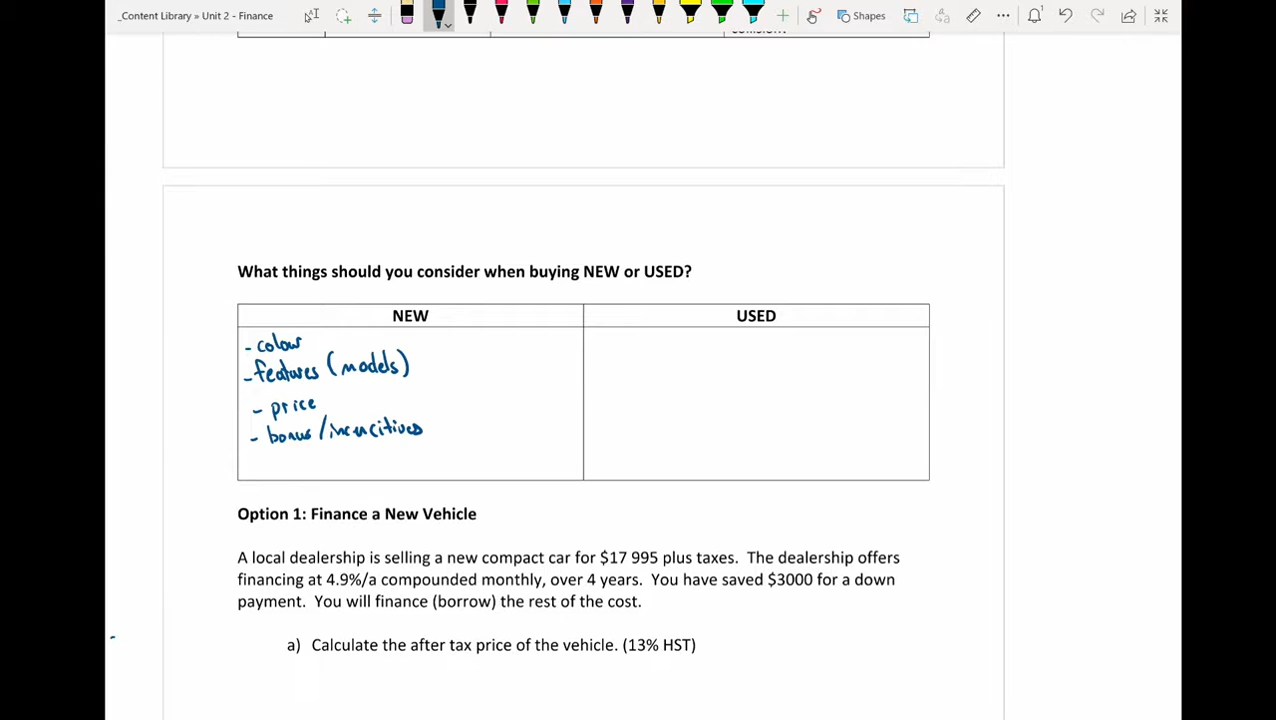 _Content Library » Unit 2 - Finance
Shapes
What things should you consider when buying NEW or USED?
NEW
USED
- colour
- features (models)
- price
- bonus/incencitives
Option 1: Finance a New Vehicle
A local dealership is selling a new compact car for $17 995 plus taxes. The dealership offers
financing at 4.9%/a compounded monthly, over 4 years. You have saved $3000 for a down
payment. You will finance (borrow) the rest of the cost.
a) Calculate the after tax price of the vehicle. (13% HST)